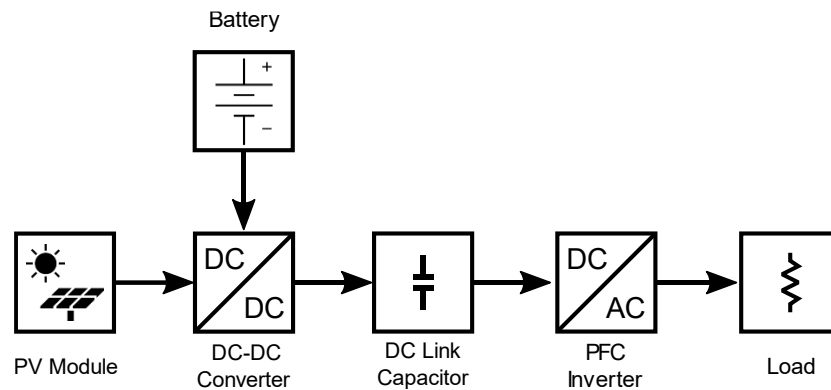 Battery
+
−
DC
DC
DC
AC
PV Module
DC-DC
Converter
DC Link
Capacitor
PFC
Inverter
Load